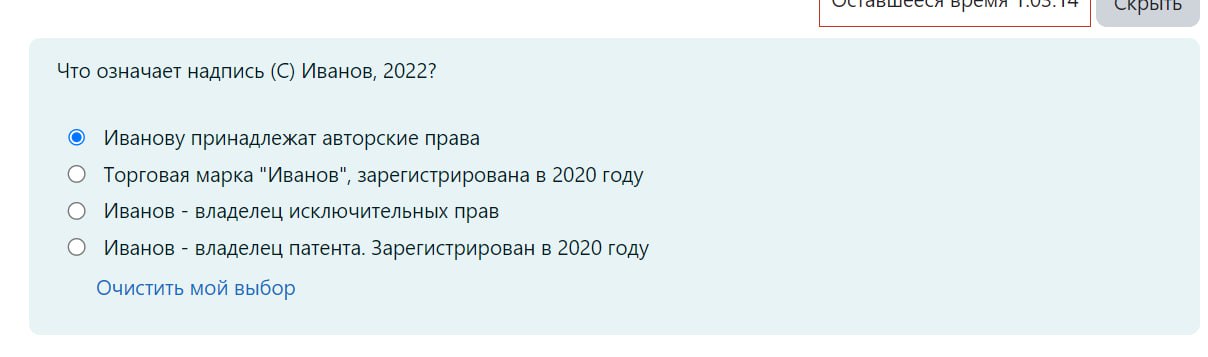 Оставшееся время 1:03:14
Скрыть
Что означает надпись (С) Иванов, 2022?
Иванову принадлежат авторские права
Торговая марка "Иванов", зарегистрирована в 2020 году
Иванов - владелец исключительных прав
Иванов - владелец патента. Зарегистрирован в 2020 году
Очистить мой выбор